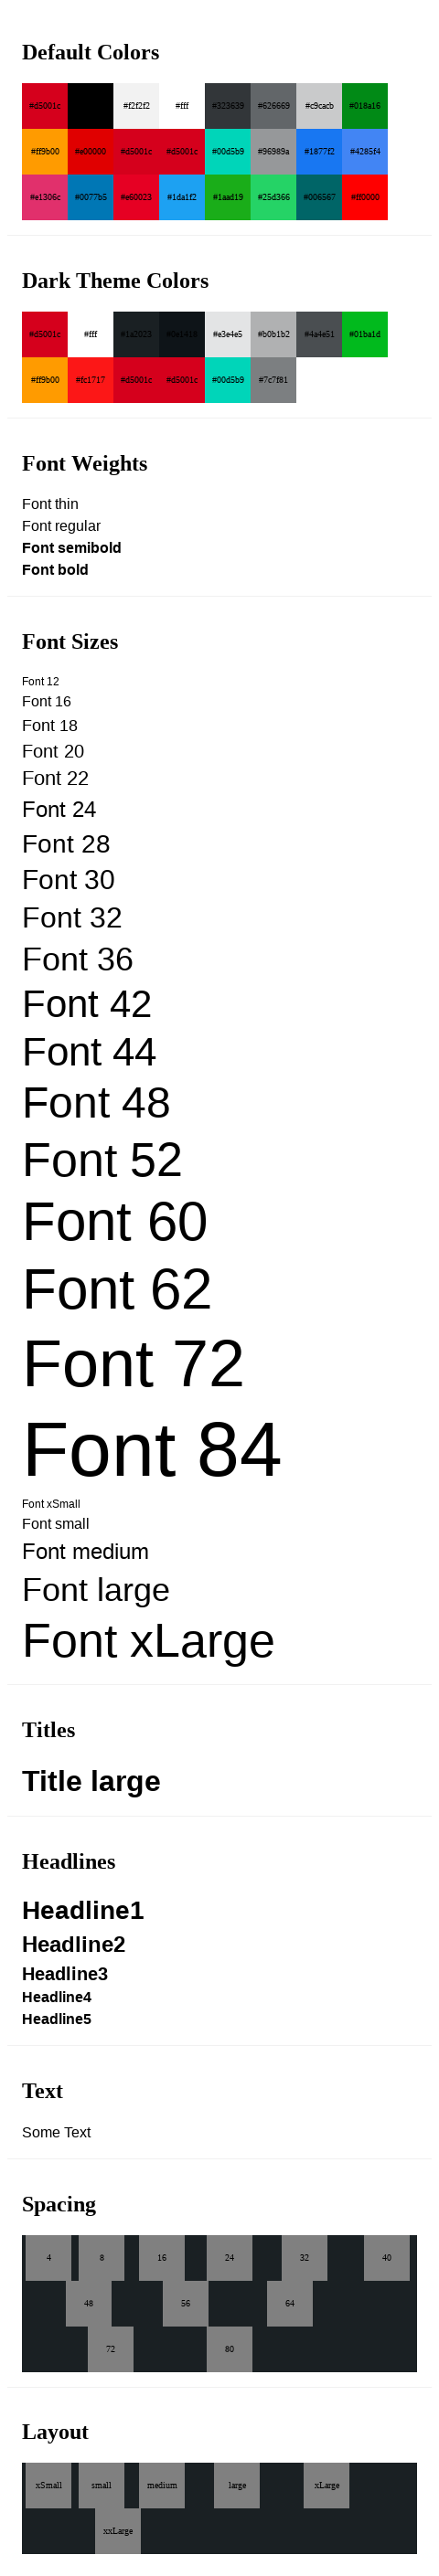 Default Colors
#d5001c #f2f2f2 #fff #323639 #626669 #c9cacb #018a16
#ff9b00 #e00000 #d5001c #d5001c #00d5b9 #96989a #1877f2 #4285f4
#e1306c #0077b5 #e60023 #1da1f2 #1aad19 #25d366 #006567 #ff0000
Dark Theme Colors
#d5001c #fff #1a2023 #0e1418 #e3e4e5 #b0b1b2 #4a4e51 #01ba1d
#ff9b00 #fc1717 #d5001c #d5001c #00d5b9 #7c7f81
Font Weights
Font thin
Font regular
Font semibold
Font bold
Font Sizes
Font 12
Font 16
Font 18
Font 20
Font 22
Font 24
Font 28
Font 30
Font 32
Font 36
Font 42
Font 44
Font 48
Font 52
Font 60
Font 62
Font 72
Font 84
Font xSmall
Font small
Font medium
Font large
Font xLarge
Titles
Title large
Headlines
Headline1
Headline2
Headline3
Headline4
Headline5
Text
Some Text
Spacing
4 8 16 24 32 40
48 56 64
72 80
Layout
xSmall small medium large xLarge
xxLarge